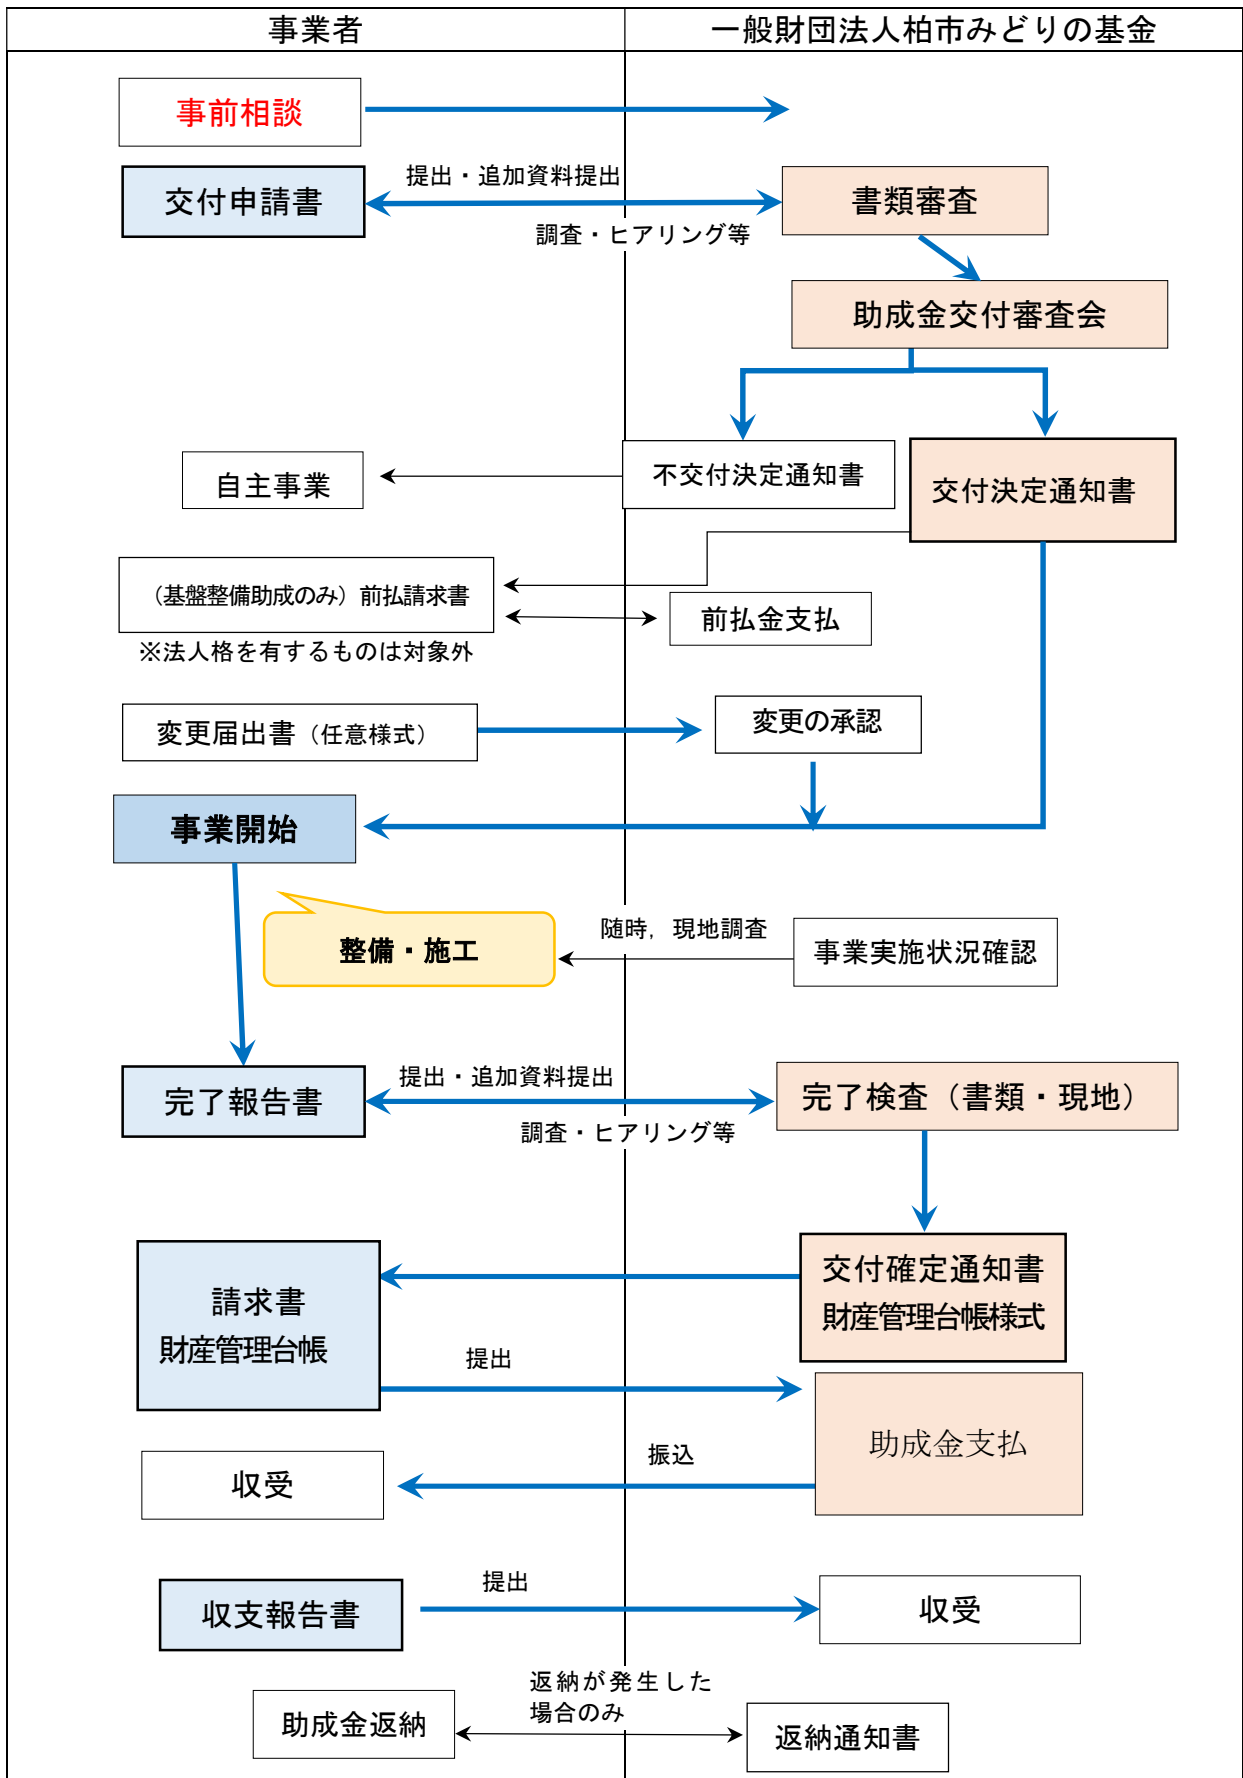 事業者
一般財団法人柏市みどりの基金
事前相談
提出・追加資料提出
交付申請書
書類審査
調査・ヒアリング等
助成金交付審査会
自主事業
不交付決定通知書
交付決定通知書
（基盤整備助成のみ）前払請求書
前払金支払
※法人格を有するものは対象外
変更届出書（任意様式）
変更の承認
事業開始
整備・施工
随時，現地調査
事業実施状況確認
提出・追加資料提出
完了報告書
完了検査（書類・現地）
調査・ヒアリング等
交付確定通知書
財産管理台帳様式
請求書
財産管理台帳
提出
助成金支払
振込
収受
提出
収支報告書
収受
返納が発生した
場合のみ
助成金返納
返納通知書